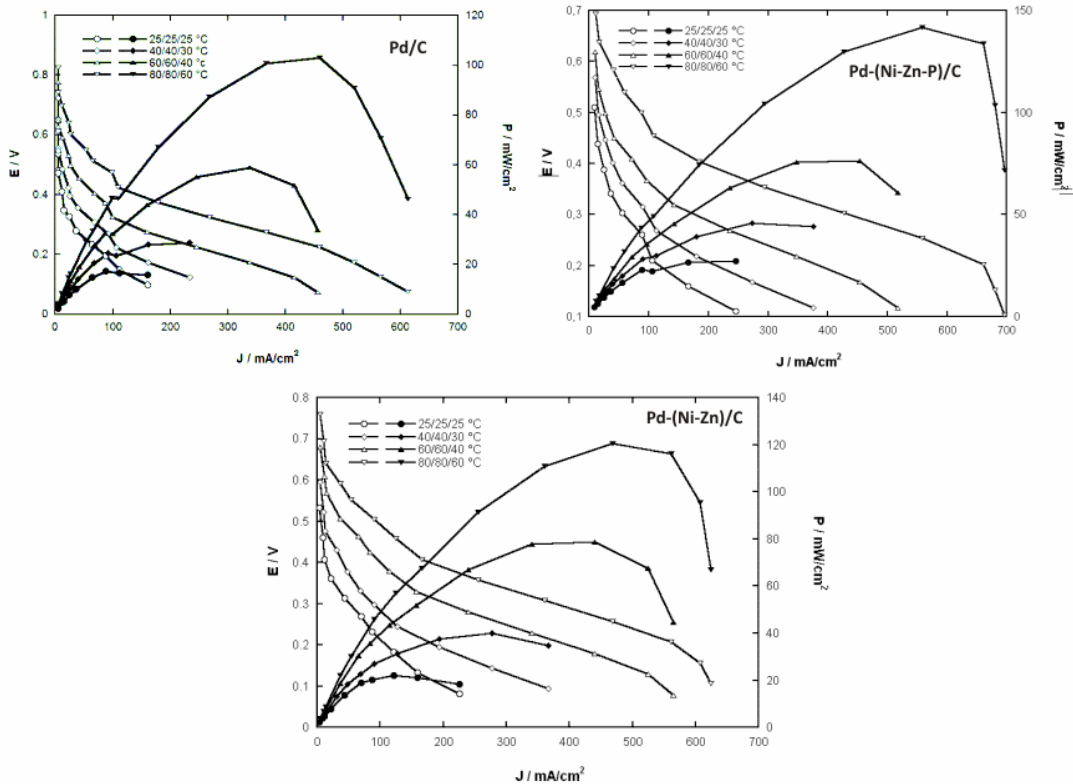 Pd/C
25/25/25 °C
40/40/30 °C
60/60/40 °c
80/80/60 °C
E / V
1
0.8
0.6
0.4
0.2
0
P / mW/cm²
120
100
80
60
40
20
0
0 100 200 300 400 500 600 700
J / mA/cm²
Pd-(Ni-Zn-P)/C
25/25/25 °C
40/40/30 °C
60/60/40 °C
80/80/60 °C
E / V
0,7
0,6
0,5
0,4
0,3
0,2
0,1
P / mW/cm²
150
100
50
0
0 100 200 300 400 500 600 700
J / mA/cm²
Pd-(Ni-Zn)/C
25/25/25 °C
40/40/30 °C
60/60/40 °C
80/80/60 °C
E / V
0.8
0.7
0.6
0.5
0.4
0.3
0.2
0.1
0
P / mW/cm²
140
120
100
80
60
40
20
0
0 100 200 300 400 500 600 700
J / mA/cm²